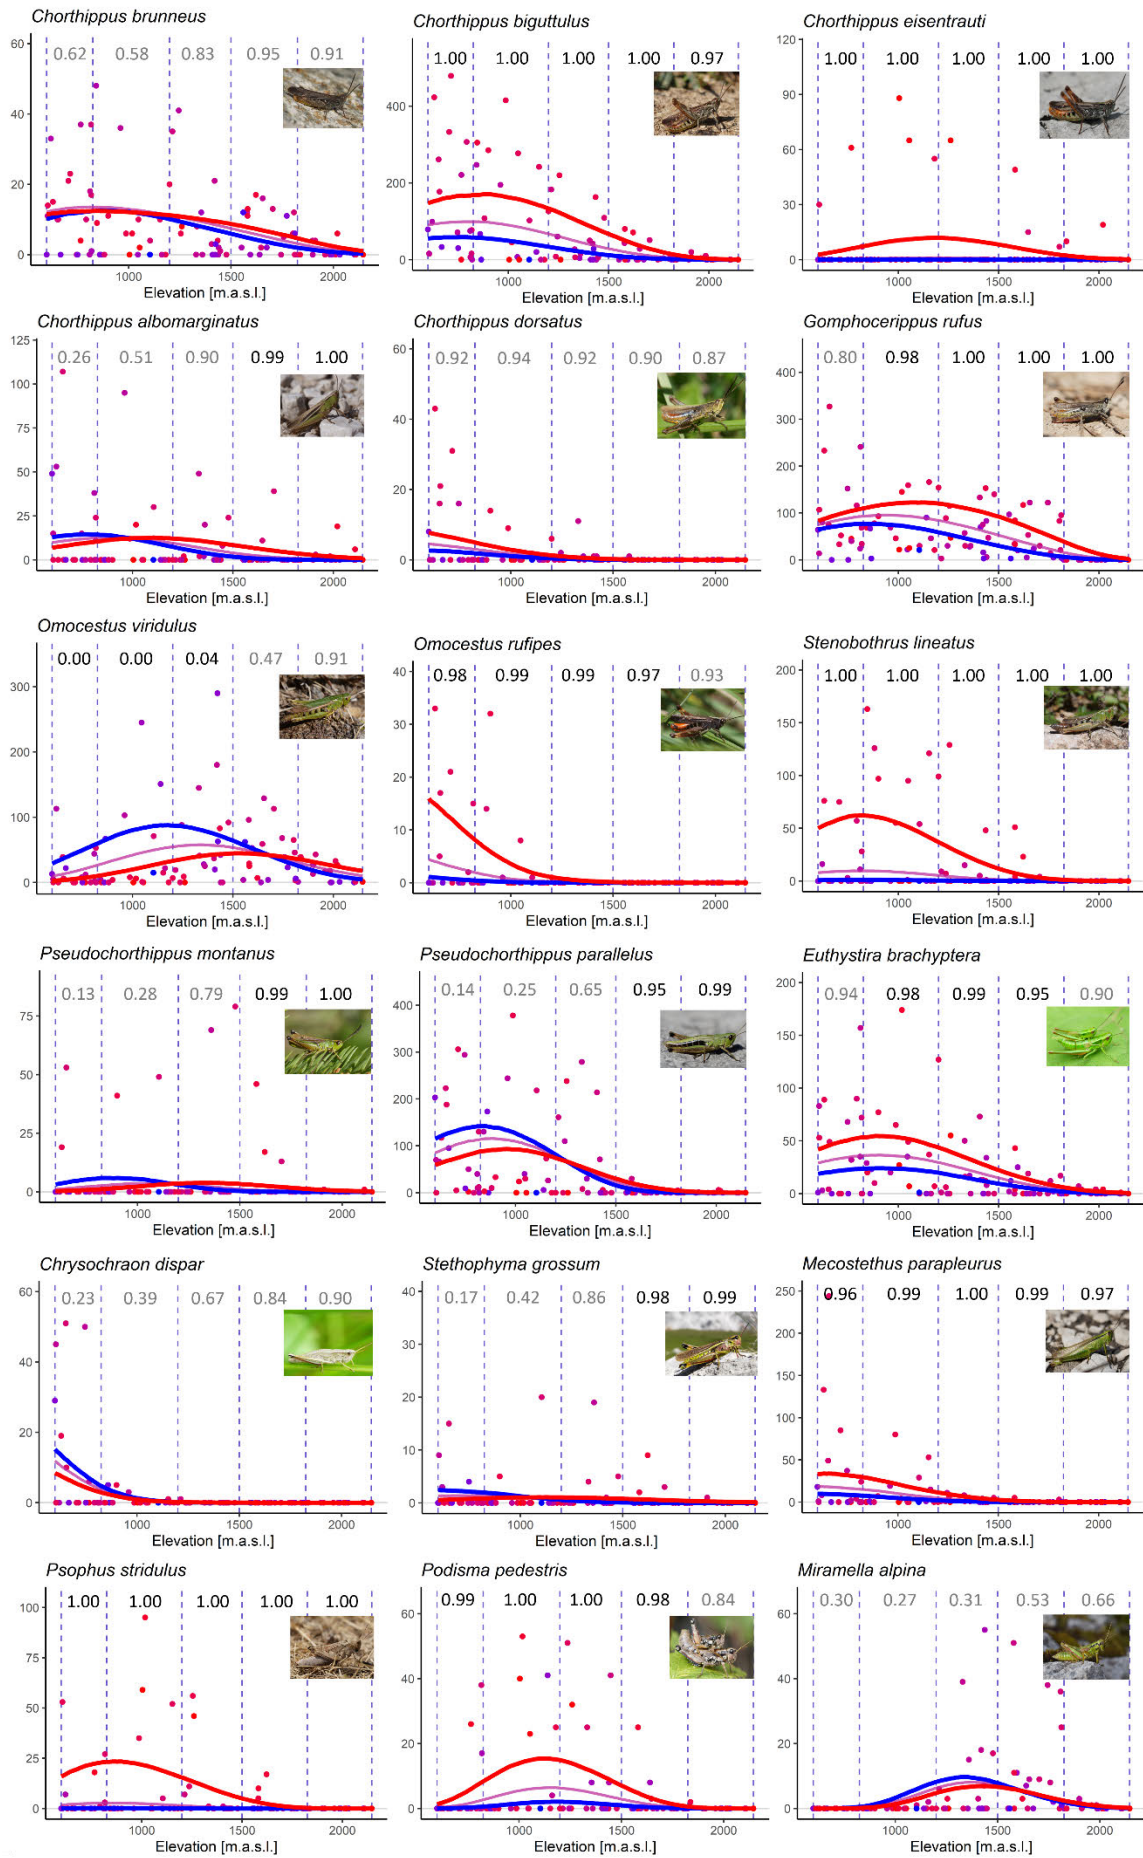 Chorthippus brunneus
60
40
20
0
0.62 0.58 0.83 0.95 0.91
1000 1500 2000
Elevation [m.a.s.l.]
Chorthippus biguttulus
400
200
0
1.00 1.00 1.00 1.00 0.97
1000 1500 2000
Elevation [m.a.s.l.]
Chorthippus eisentrauti
120
90
60
30
0
1.00 1.00 1.00 1.00 1.00
1000 1500 2000
Elevation [m.a.s.l.]
Chorthippus albomarginatus
125
100
75
50
25
0
0.26 0.51 0.90 0.99 1.00
1000 1500 2000
Elevation [m.a.s.l.]
Chorthippus dorsatus
60
40
20
0
0.92 0.94 0.92 0.90 0.87
1000 1500 2000
Elevation [m.a.s.l.]
Gomphocerippus rufus
400
300
200
100
0
0.80 0.98 1.00 1.00 1.00
1000 1500 2000
Elevation [m.a.s.l.]
Omocestus viridulus
300
200
100
0
0.00 0.00 0.04 0.47 0.91
1000 1500 2000
Elevation [m.a.s.l.]
Omocestus rufipes
40
30
20
10
0
0.98 0.99 0.99 0.97 0.93
1000 1500 2000
Elevation [m.a.s.l.]
Stenobothrus lineatus
200
150
100
50
0
1.00 1.00 1.00 1.00 1.00
1000 1500 2000
Elevation [m.a.s.l.]
Pseudochorthippus montanus
75
50
25
0
0.13 0.28 0.79 0.99 1.00
1000 1500 2000
Elevation [m.a.s.l.]
Pseudochorthippus parallelus
400
300
200
100
0
0.14 0.25 0.65 0.95 0.99
1000 1500 2000
Elevation [m.a.s.l.]
Euthystira brachyptera
200
150
100
50
0
0.94 0.98 0.99 0.95 0.90
1000 1500 2000
Elevation [m.a.s.l.]
Chrysochraon dispar
60
40
20
0
0.23 0.39 0.67 0.84 0.90
1000 1500 2000
Elevation [m.a.s.l.]
Stethophyma grossum
40
30
20
10
0
0.17 0.42 0.86 0.98 0.99
1000 1500 2000
Elevation [m.a.s.l.]
Mecostethus parapleurus
250
200
150
100
50
0
0.96 0.99 1.00 0.99 0.97
1000 1500 2000
Elevation [m.a.s.l.]
Psophus stridulus
100
75
50
25
0
1.00 1.00 1.00 1.00 1.00
1000 1500 2000
Elevation [m.a.s.l.]
Podisma pedestris
60
40
20
0
0.99 1.00 1.00 0.98 0.84
1000 1500 2000
Elevation [m.a.s.l.]
Miramella alpina
60
40
20
0
0.30 0.27 0.31 0.53 0.66
1000 1500 2000
Elevation [m.a.s.l.]